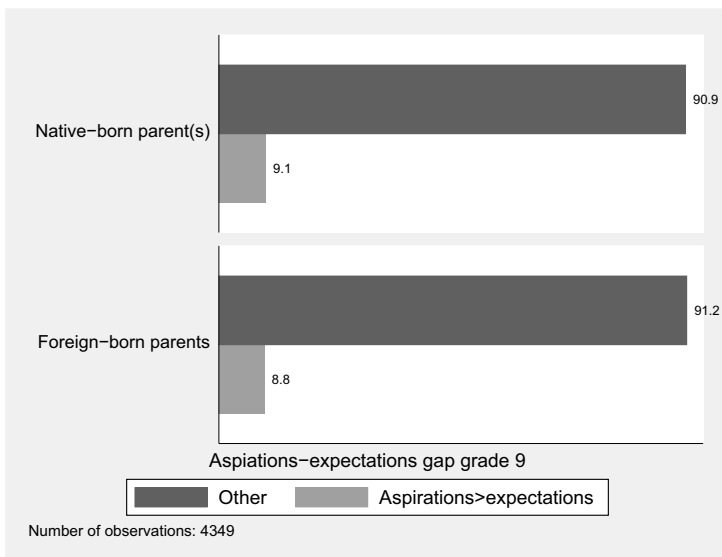 Native−born parent(s)
90.9
9.1
Foreign−born parents
91.2
8.8
Aspiations−expectations gap grade 9
Other
Aspirations>expectations
Number of observations: 4349